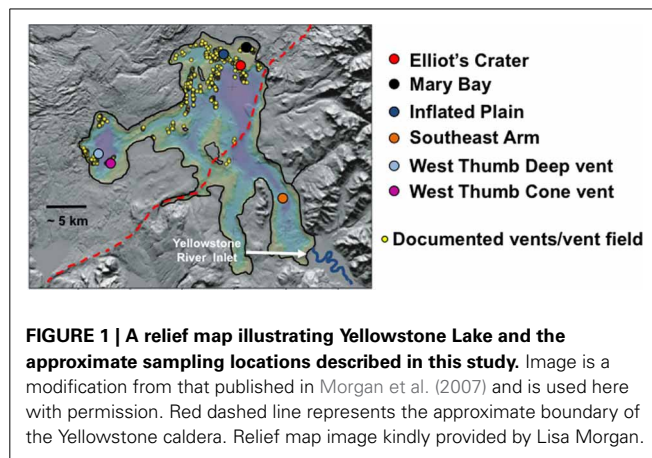 Elliot's Crater
Mary Bay
Inflated Plain
Southeast Arm
West Thumb Deep vent
West Thumb Cone vent
Documented vents/vent field
~ 5 km
Yellowstone
River Inlet
FIGURE 1 | A relief map illustrating Yellowstone Lake and the
approximate sampling locations described in this study. Image is a
modification from that published in Morgan et al. (2007) and is used here
with permission. Red dashed line represents the approximate boundary of
the Yellowstone caldera. Relief map image kindly provided by Lisa Morgan.